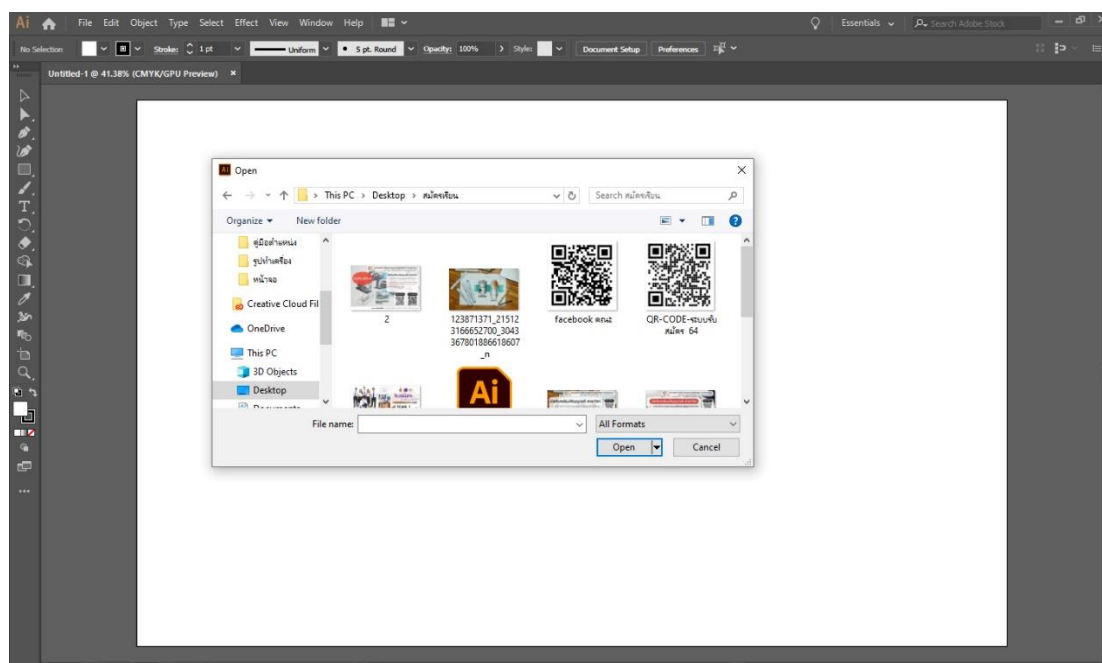 Ai File Edit Object Type Select Effect View Window Help Essentials Search Adobe Stock
No Selection Stroke: 1 pt Uniform 5 pt. Round Opacity: 100% Style: Document Setup Preferences
Untitled-1 @ 41.38% (CMYK/GPU Preview) ×
Ai Open
This PC > Desktop > สมัครเรียน Search สมัครเรียน
Organize New folder
คู่มือตำแหน่ง
รูปทำเครื่อง
หน้าจอ
Creative Cloud Fil
OneDrive
This PC
3D Objects
Desktop
Documents
2
123871371_21512
3166652700_3043
367801886618607
_n
facebook คณะ
QR-CODE-ระบบรับ
สมัคร 64
Ai
File name: All Formats
Open Cancel